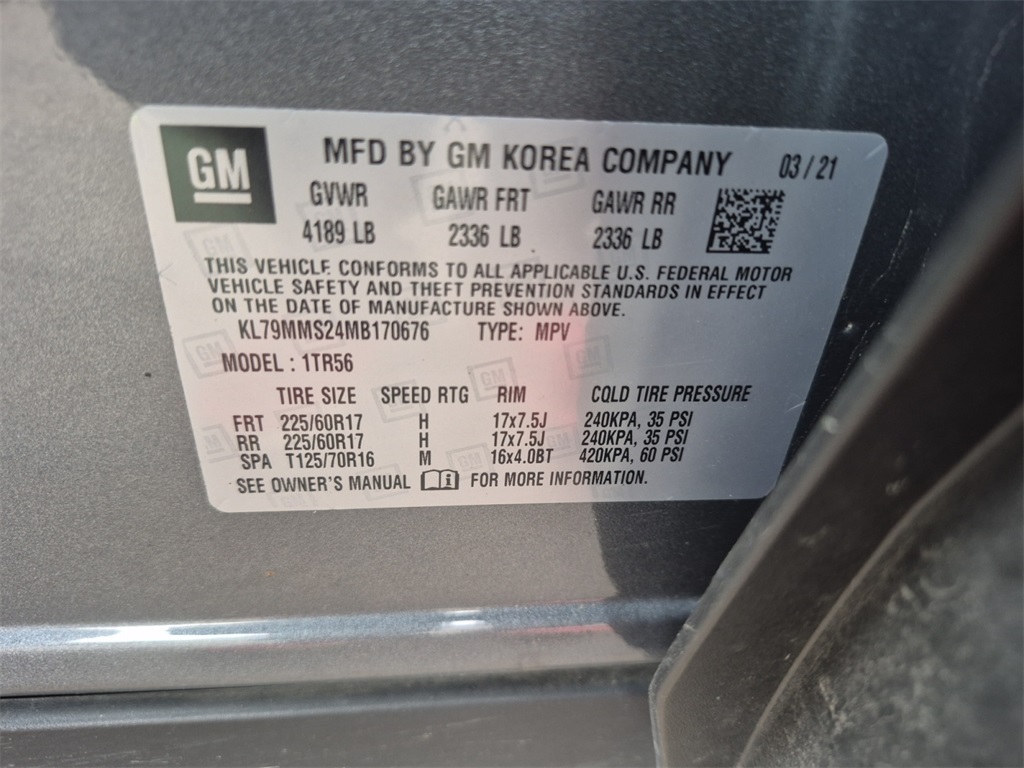 GM
MFD BY GM KOREA COMPANY 03 / 21
GVWR GAWR FRT GAWR RR
4189 LB 2336 LB 2336 LB
THIS VEHICLE CONFORMS TO ALL APPLICABLE U.S. FEDERAL MOTOR
VEHICLE SAFETY AND THEFT PREVENTION STANDARDS IN EFFECT
ON THE DATE OF MANUFACTURE SHOWN ABOVE.
KL79MMS24MB170676 TYPE: MPV
MODEL : 1TR56
TIRE SIZE SPEED RTG RIM COLD TIRE PRESSURE
FRT 225/60R17 H 17x7.5J 240KPA, 35 PSI
RR 225/60R17 H 17x7.5J 240KPA, 35 PSI
SPA T125/70R16 M 16x4.0BT 420KPA, 60 PSI
SEE OWNER'S MANUAL FOR MORE INFORMATION.